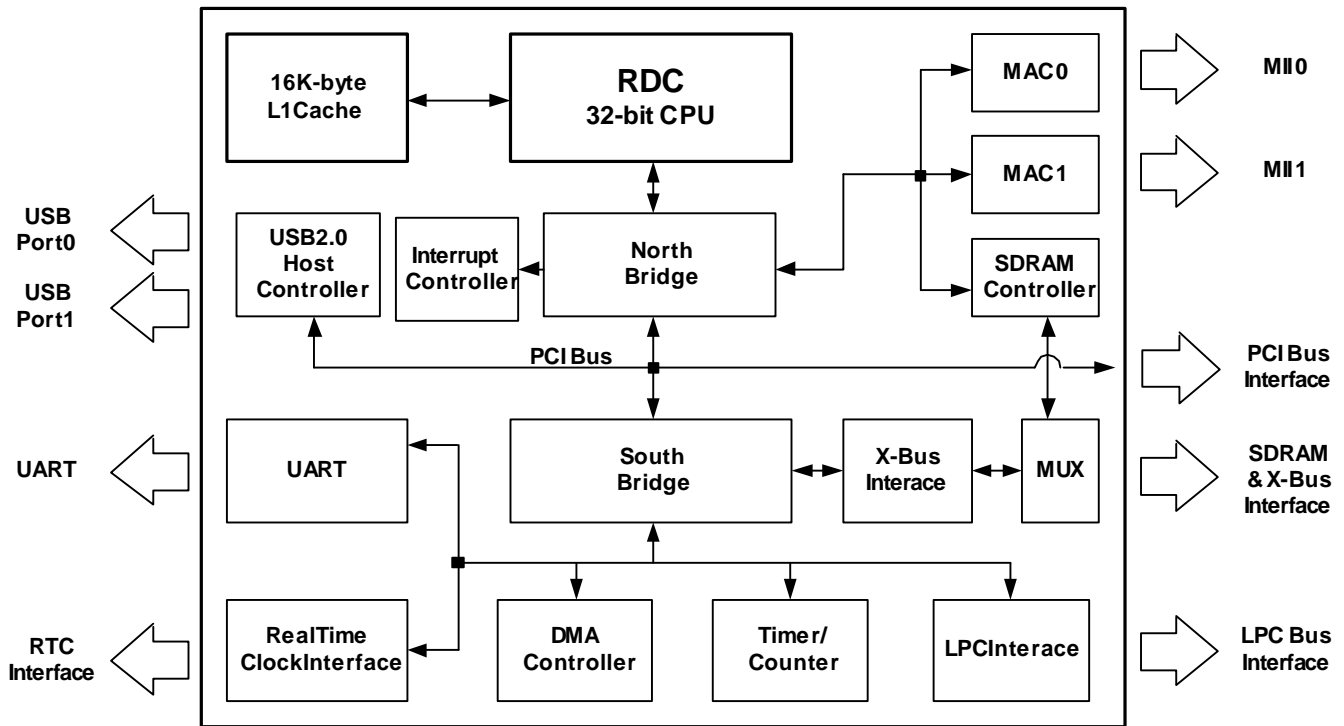 16K-byte
L1Cache
RDC
32-bit CPU
MAC0
MII0
MAC1
MII1
USB
Port0
USB2.0
Host
Controller
Interrupt
Controller
North
Bridge
SDRAM
Controller
USB
Port1
PCI Bus
PCI Bus
Interface
UART
UART
South
Bridge
X-Bus
Interace
MUX
SDRAM
& X-Bus
Interface
RTC
Interface
RealTime
ClockInterface
DMA
Controller
Timer/
Counter
LPCInterace
LPC Bus
Interface